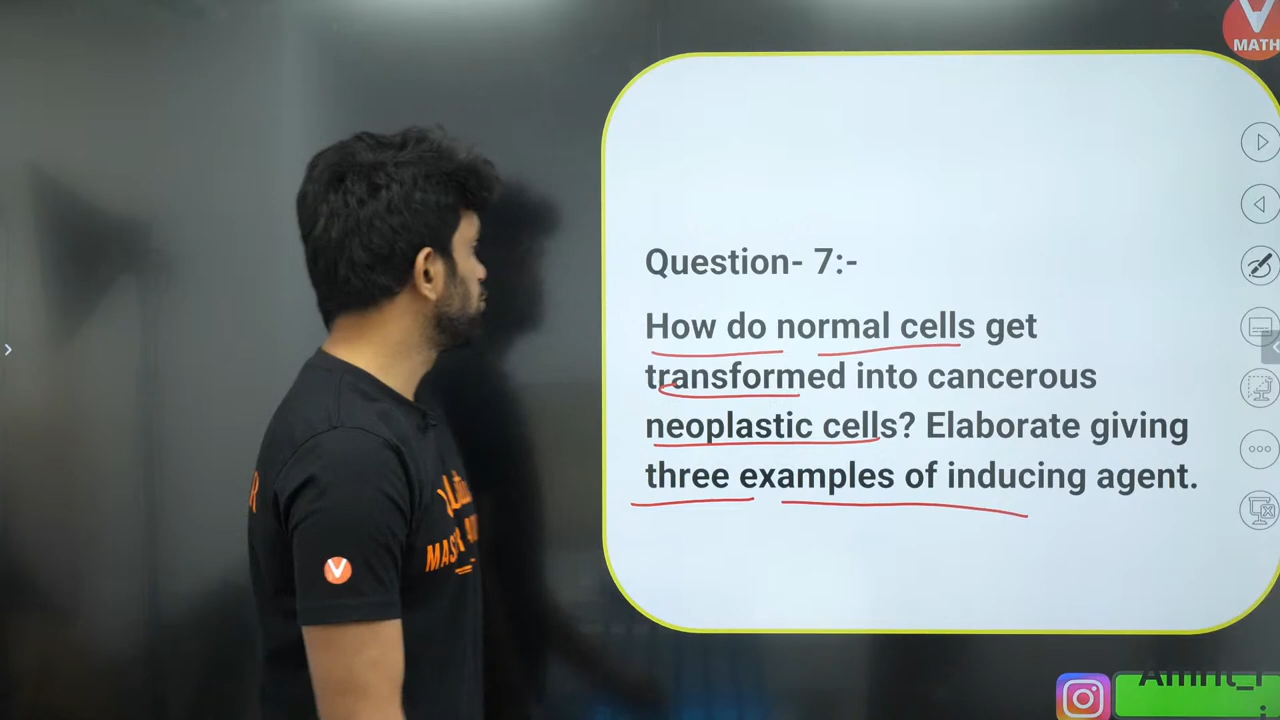 MATH
Question- 7:-
How do normal cells get
transformed into cancerous
neoplastic cells? Elaborate giving
three examples of inducing agent.
R
V